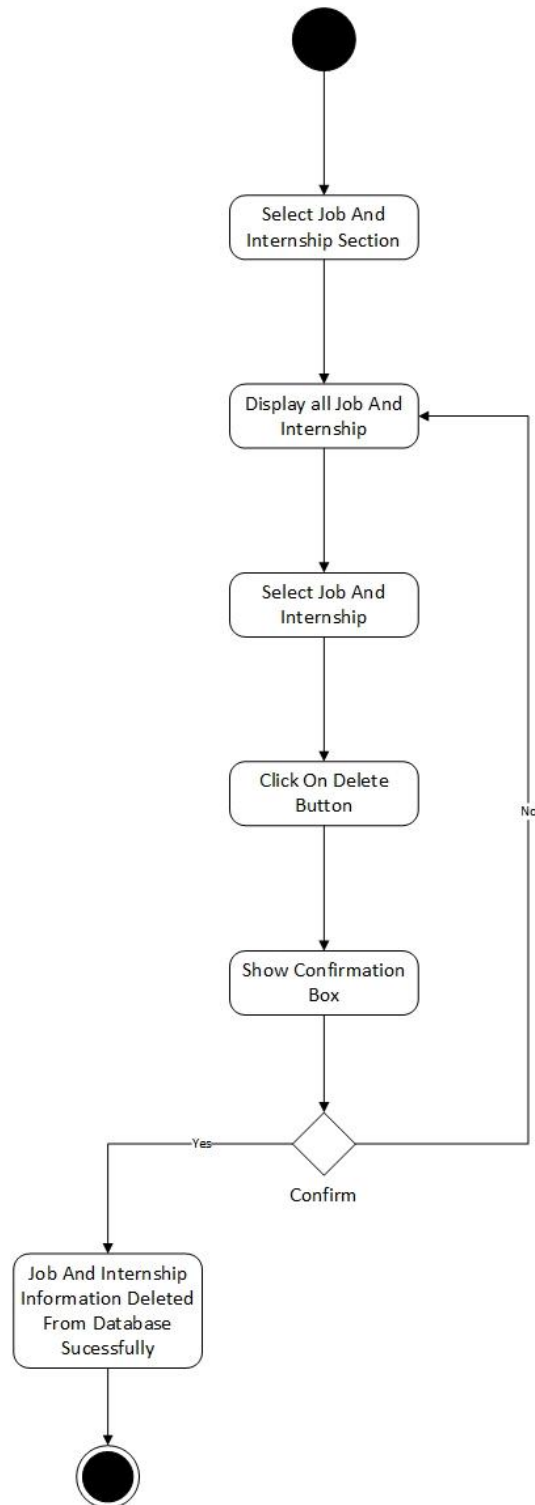 Select Job And
Internship Section
Display all Job And
Internship
Select Job And
Internship
Click On Delete
Button
No
Show Confirmation
Box
Yes
Confirm
Job And Internship
Information Deleted
From Database
Sucessfully